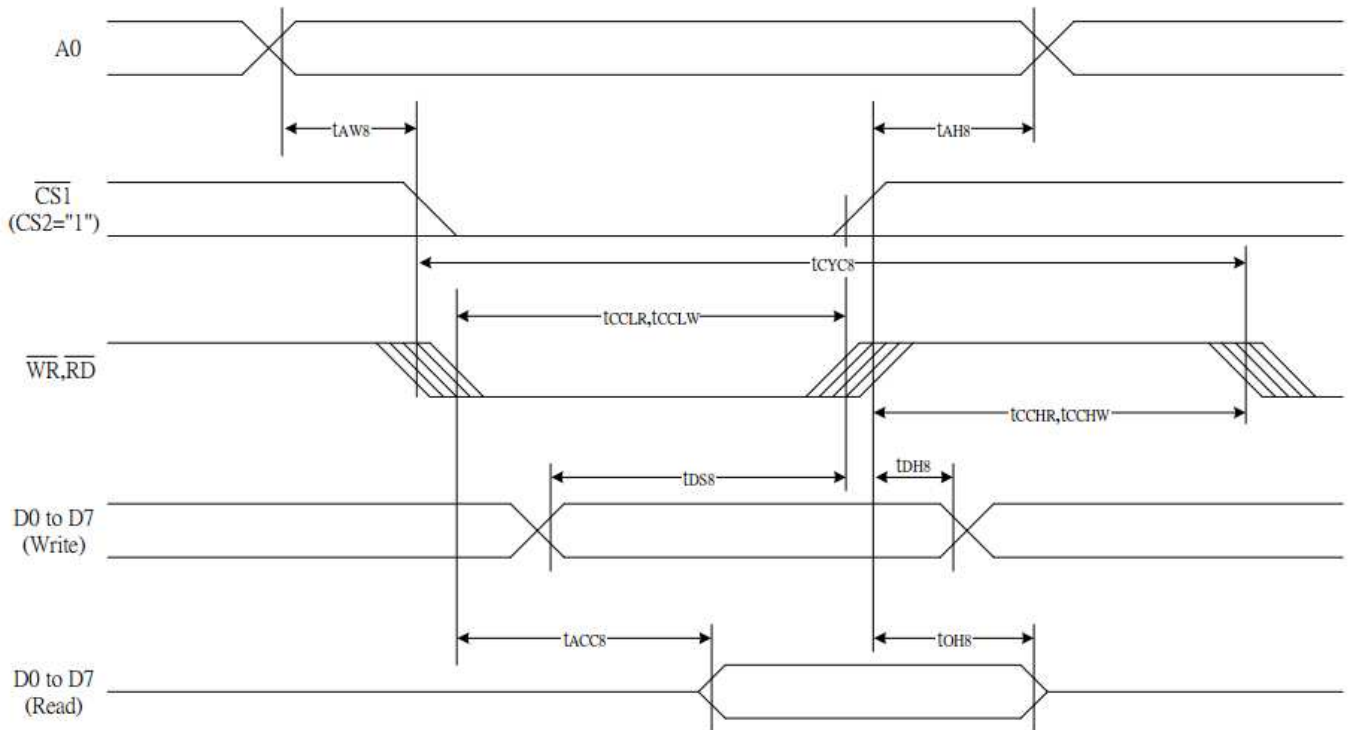 A0
tAW8
tAH8
CS1
(CS2="1")
tCYC8
tCCLR,tCCLW
WR,RD
tCCHR,tCCHW
tDS8
tDH8
D0 to D7
(Write)
tACC8
tOH8
D0 to D7
(Read)